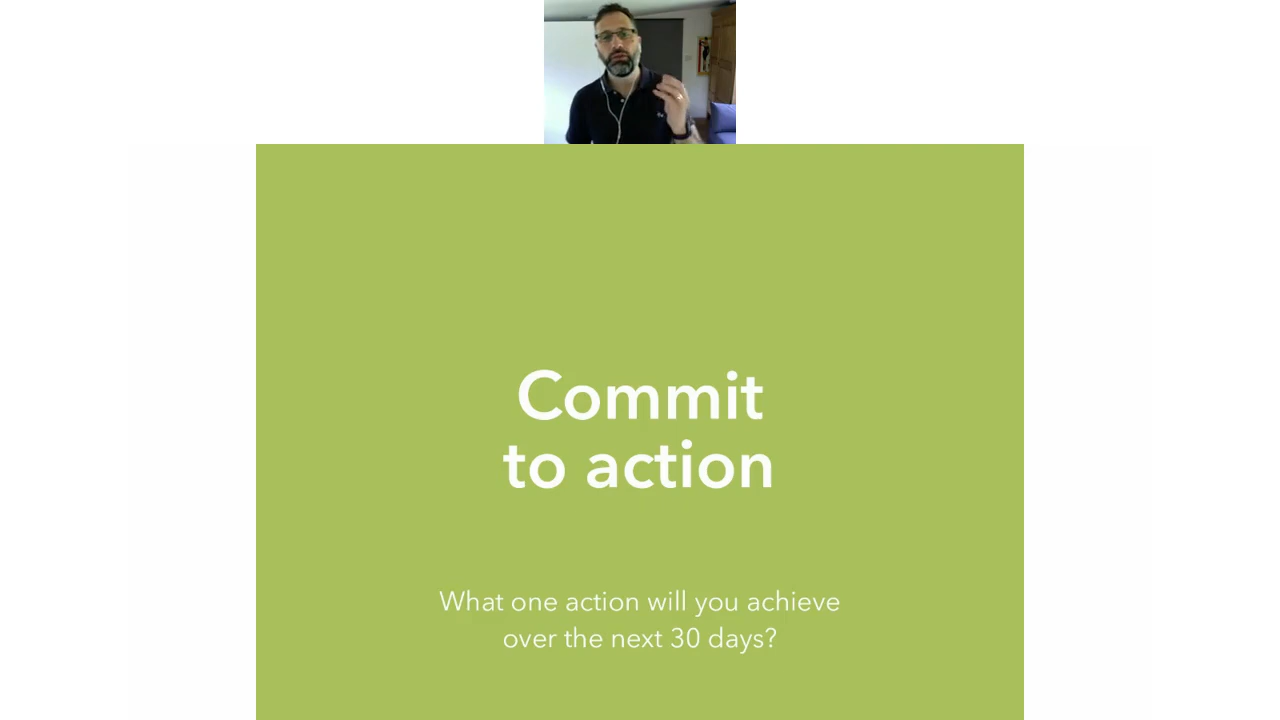 Commit
to action
What one action will you achieve
over the next 30 days?